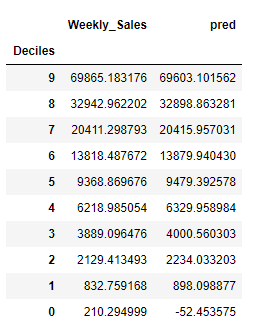 Weekly_Sales pred
Deciles
9 69865.183176 69603.101562
8 32942.962202 32898.863281
7 20411.298793 20415.957031
6 13818.487672 13879.940430
5 9368.869676 9479.392578
4 6218.985054 6329.958984
3 3889.096476 4000.560303
2 2129.413493 2234.033203
1 832.759168 898.098877
0 210.294999 -52.453575